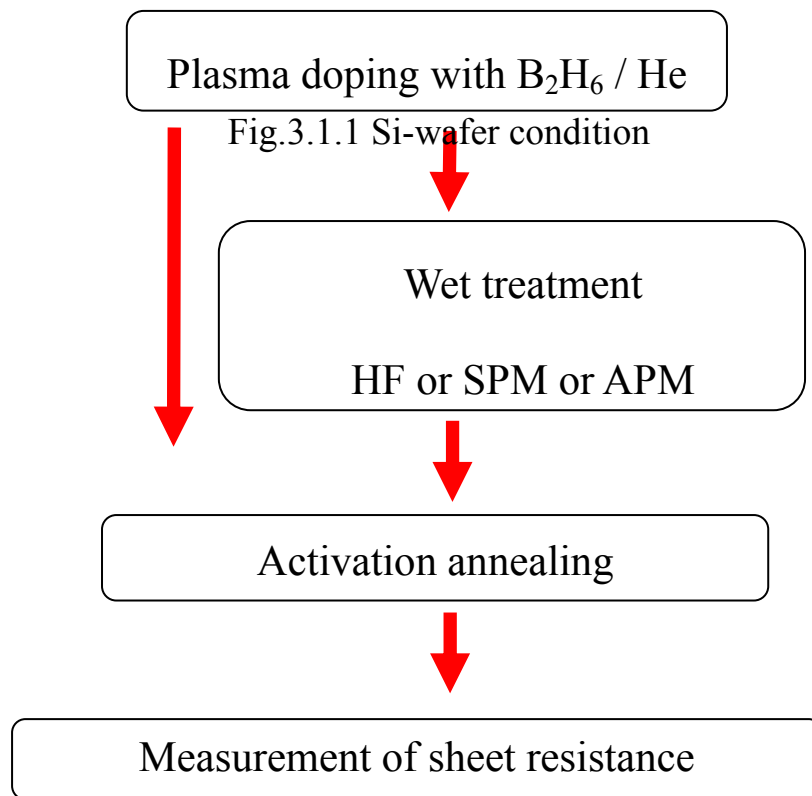 Plasma doping with B₂H₆ / He
Fig.3.1.1 Si-wafer condition
Wet treatment
HF or SPM or APM
Activation annealing
Measurement of sheet resistance